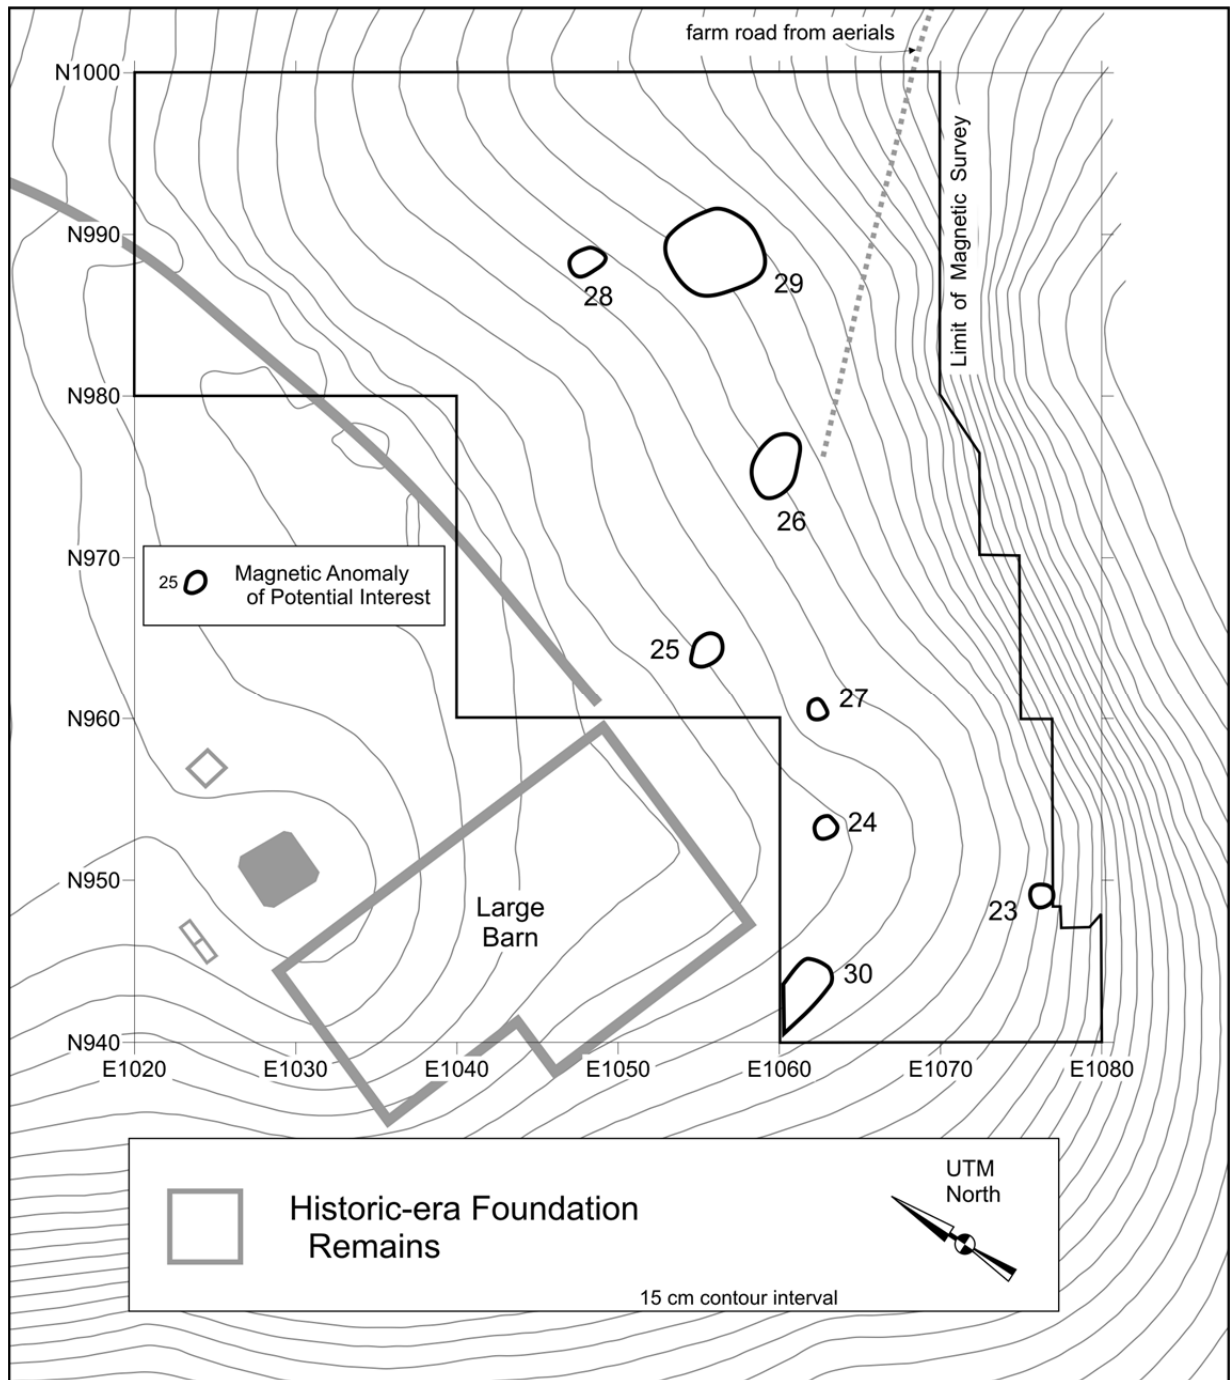 farm road from aerials
N1000
Limit of Magnetic Survey
N990
28
29
N980
26
N970
25
Magnetic Anomaly
of Potential Interest
25
27
N960
24
N950
23
Large
Barn
30
N940
E1020
E1030
E1040
E1050
E1060
E1070
E1080
UTM
North
Historic-era Foundation
Remains
15 cm contour interval